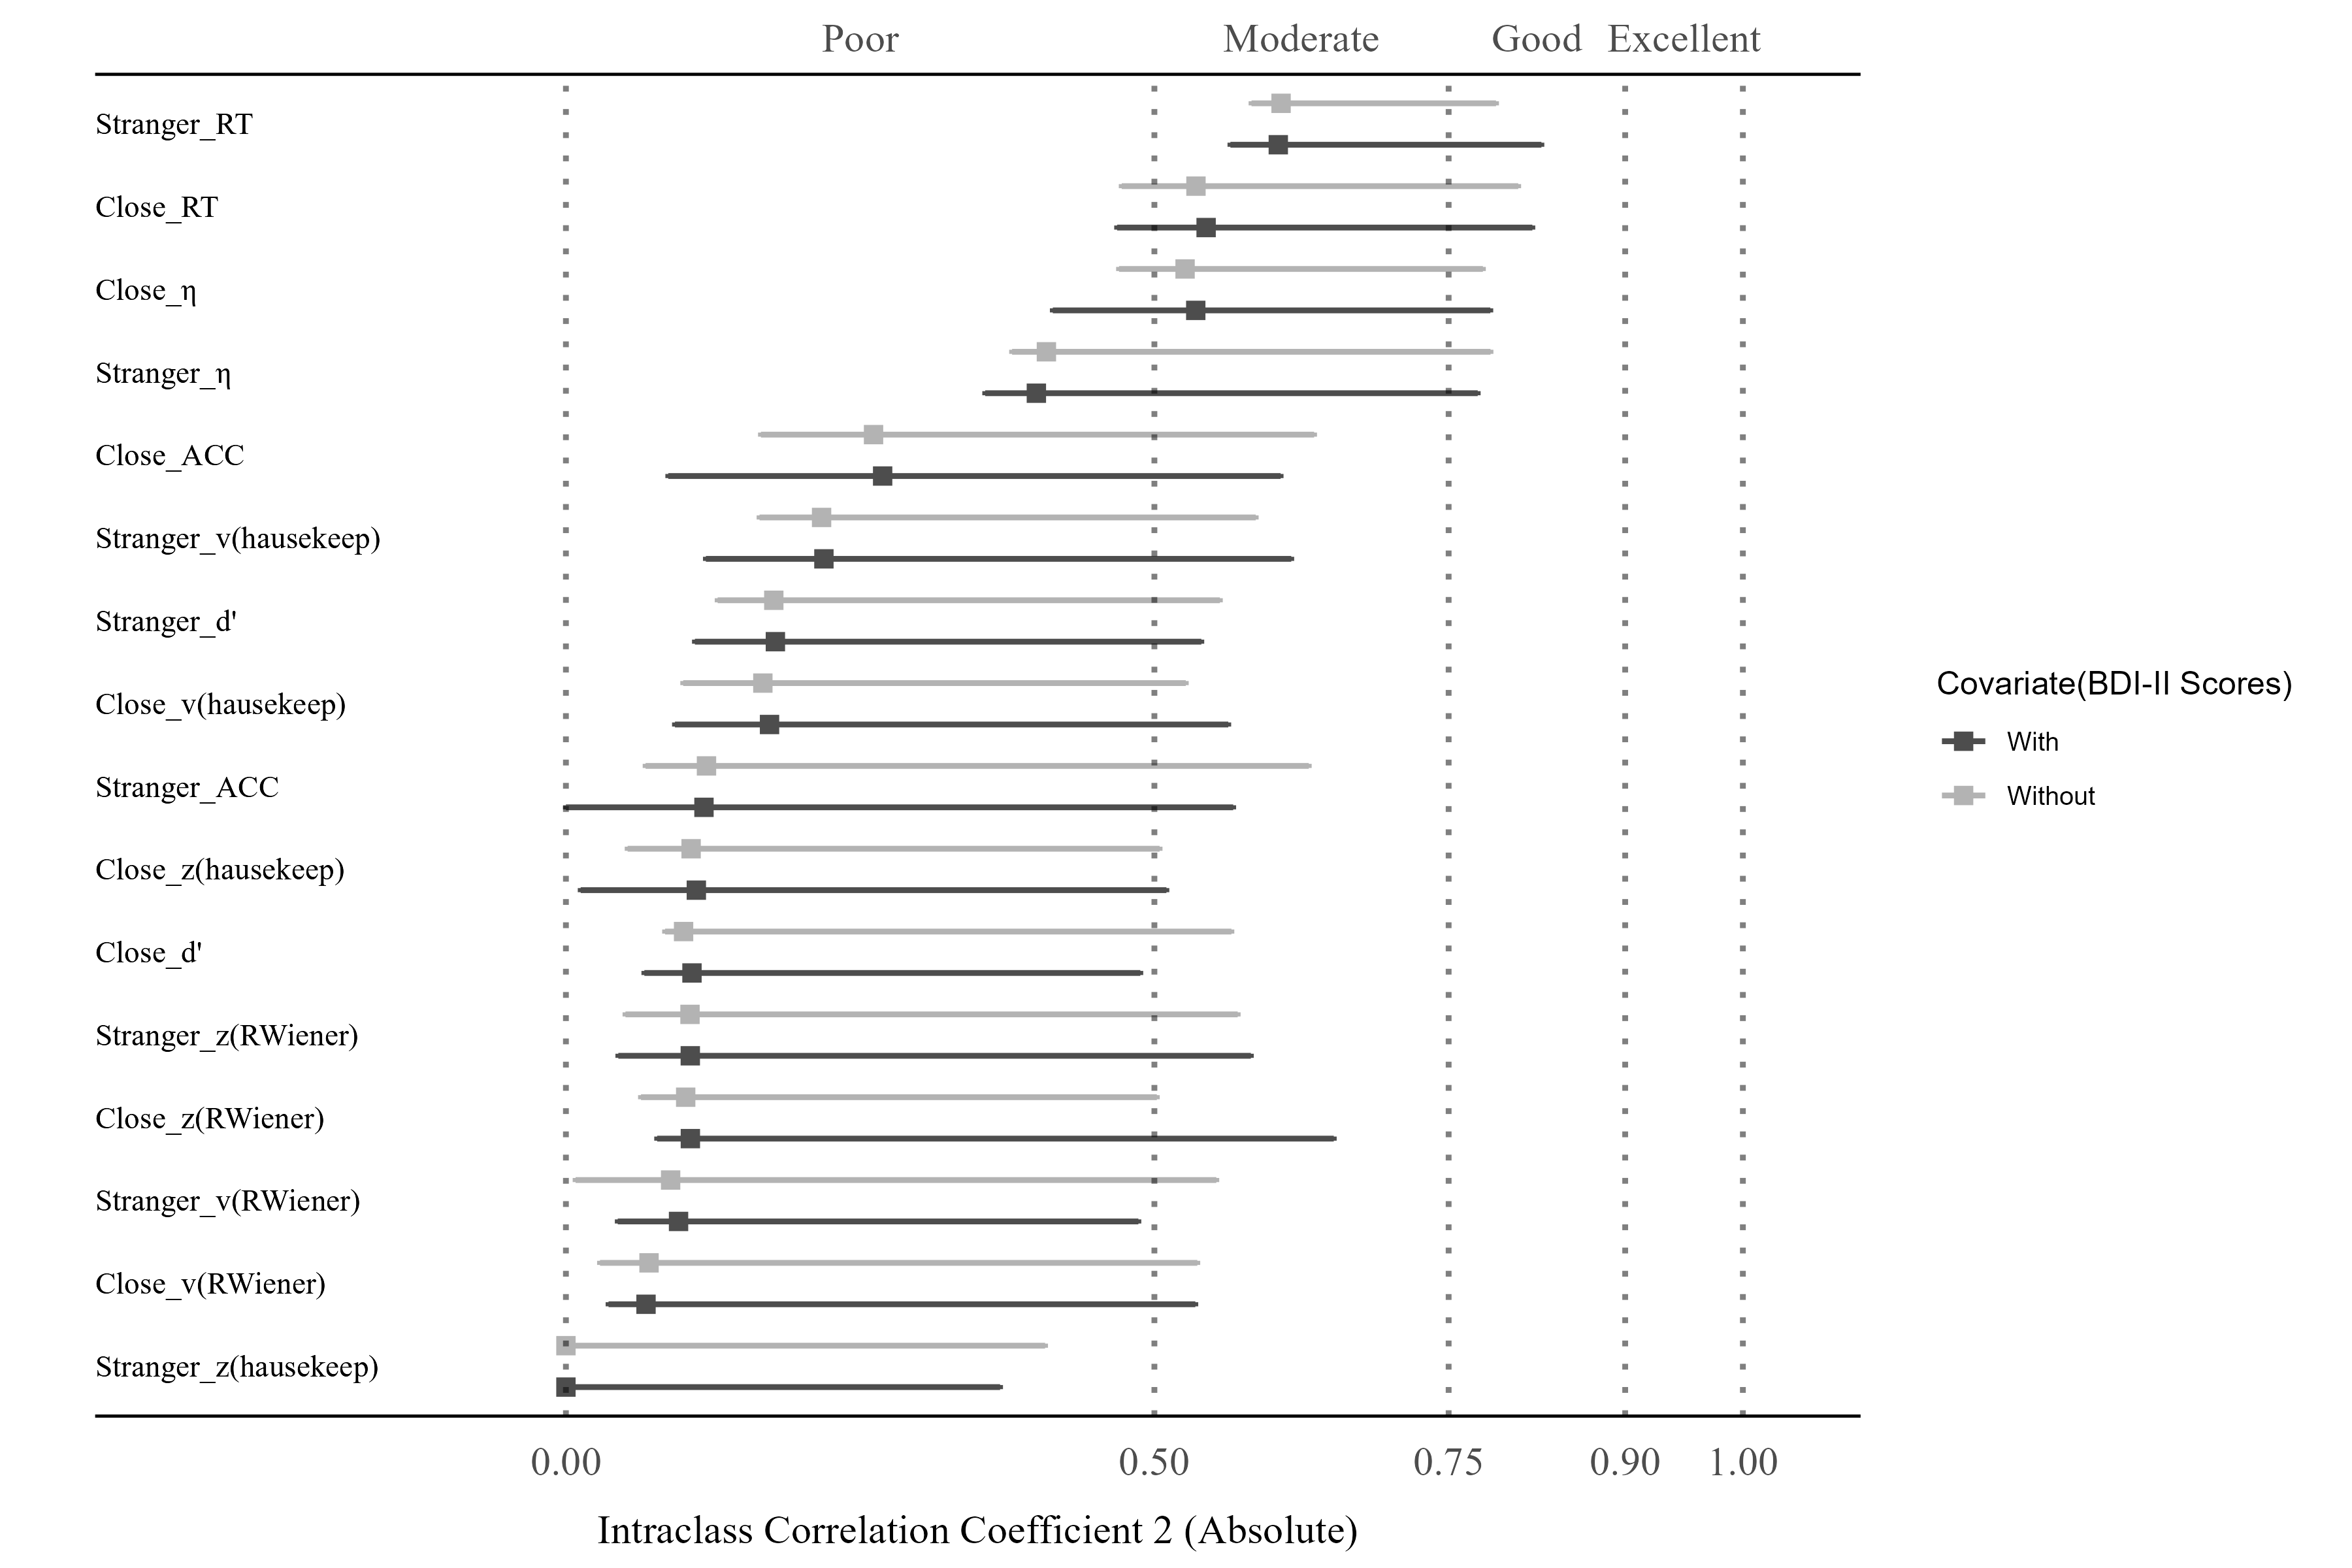 Poor Moderate Good Excellent
Stranger_RT
Close_RT
Close_η
Stranger_η
Close_ACC
Stranger_v(hausekeep)
Stranger_d'
Close_v(hausekeep)
Stranger_ACC
Close_z(hausekeep)
Close_d'
Stranger_z(RWiener)
Close_z(RWiener)
Stranger_v(RWiener)
Close_v(RWiener)
Stranger_z(hausekeep)
0.00 0.50 0.75 0.90 1.00
Intraclass Correlation Coefficient 2 (Absolute)
Covariate(BDI-II Scores)
With
Without